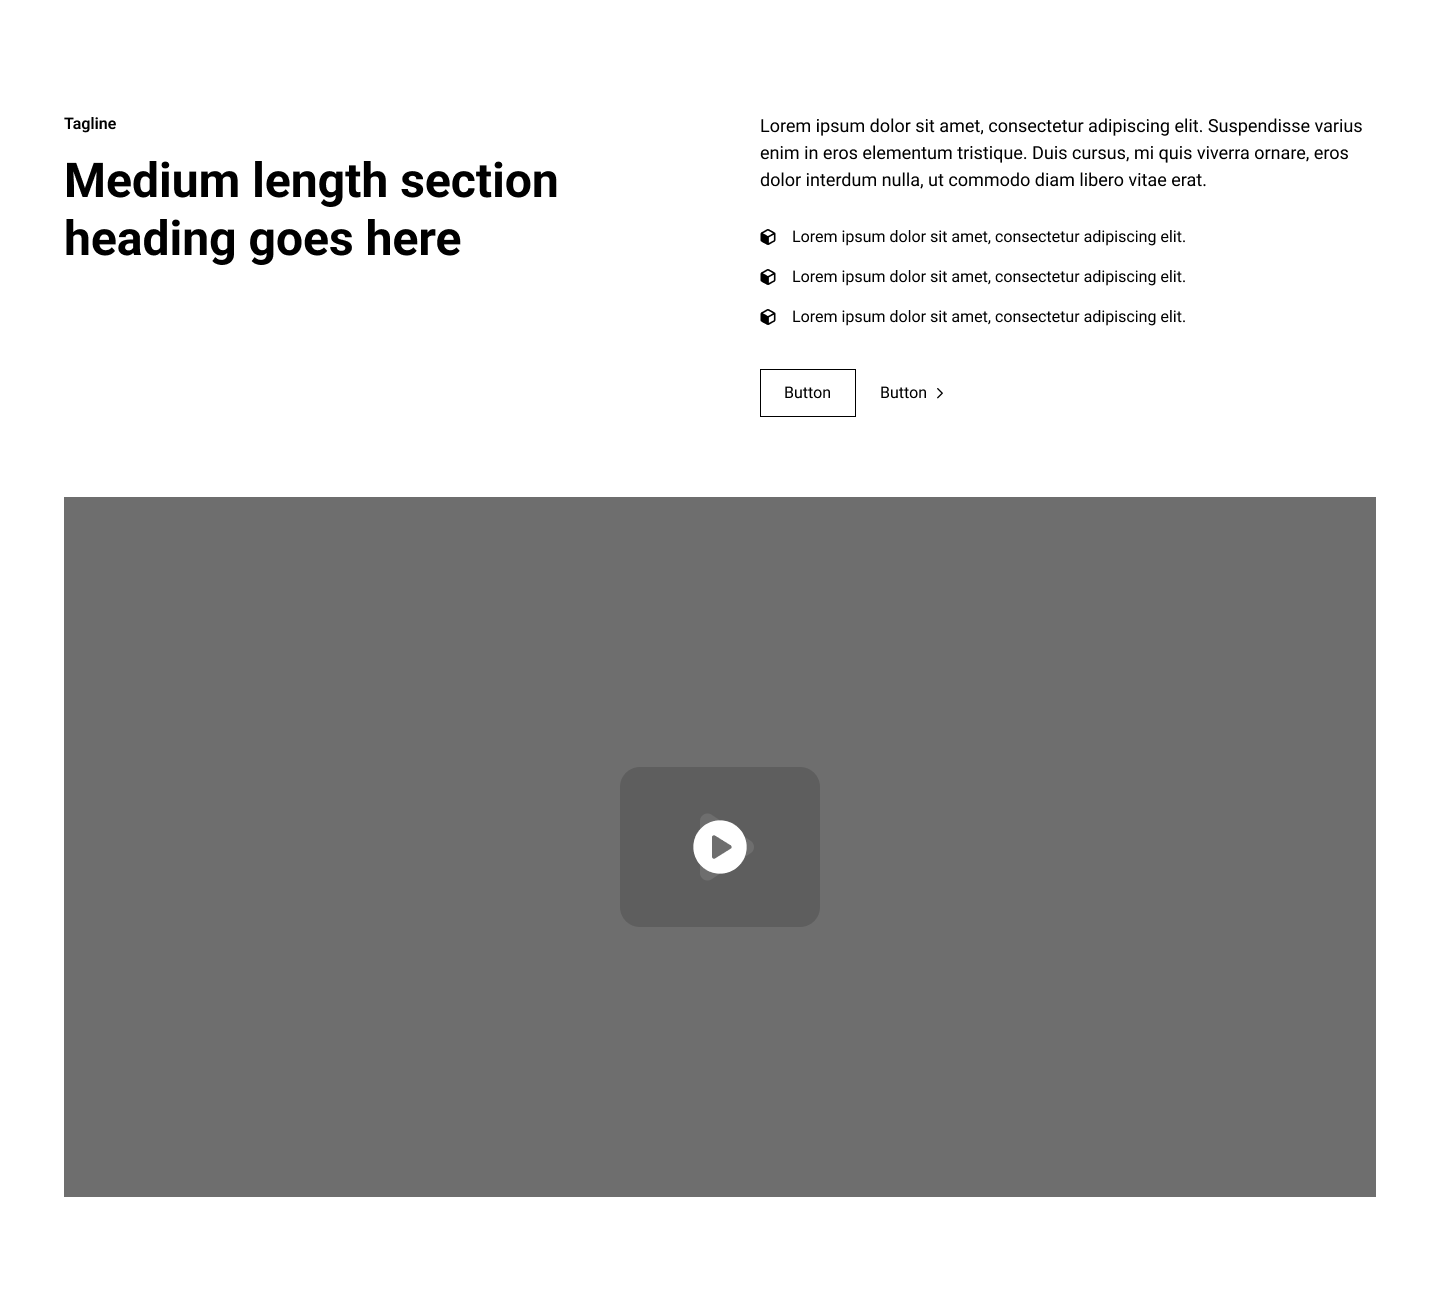 Tagline
Medium length section
heading goes here
Lorem ipsum dolor sit amet, consectetur adipiscing elit. Suspendisse varius
enim in eros elementum tristique. Duis cursus, mi quis viverra ornare, eros
dolor interdum nulla, ut commodo diam libero vitae erat.
Lorem ipsum dolor sit amet, consectetur adipiscing elit.
Lorem ipsum dolor sit amet, consectetur adipiscing elit.
Lorem ipsum dolor sit amet, consectetur adipiscing elit.
Button
Button